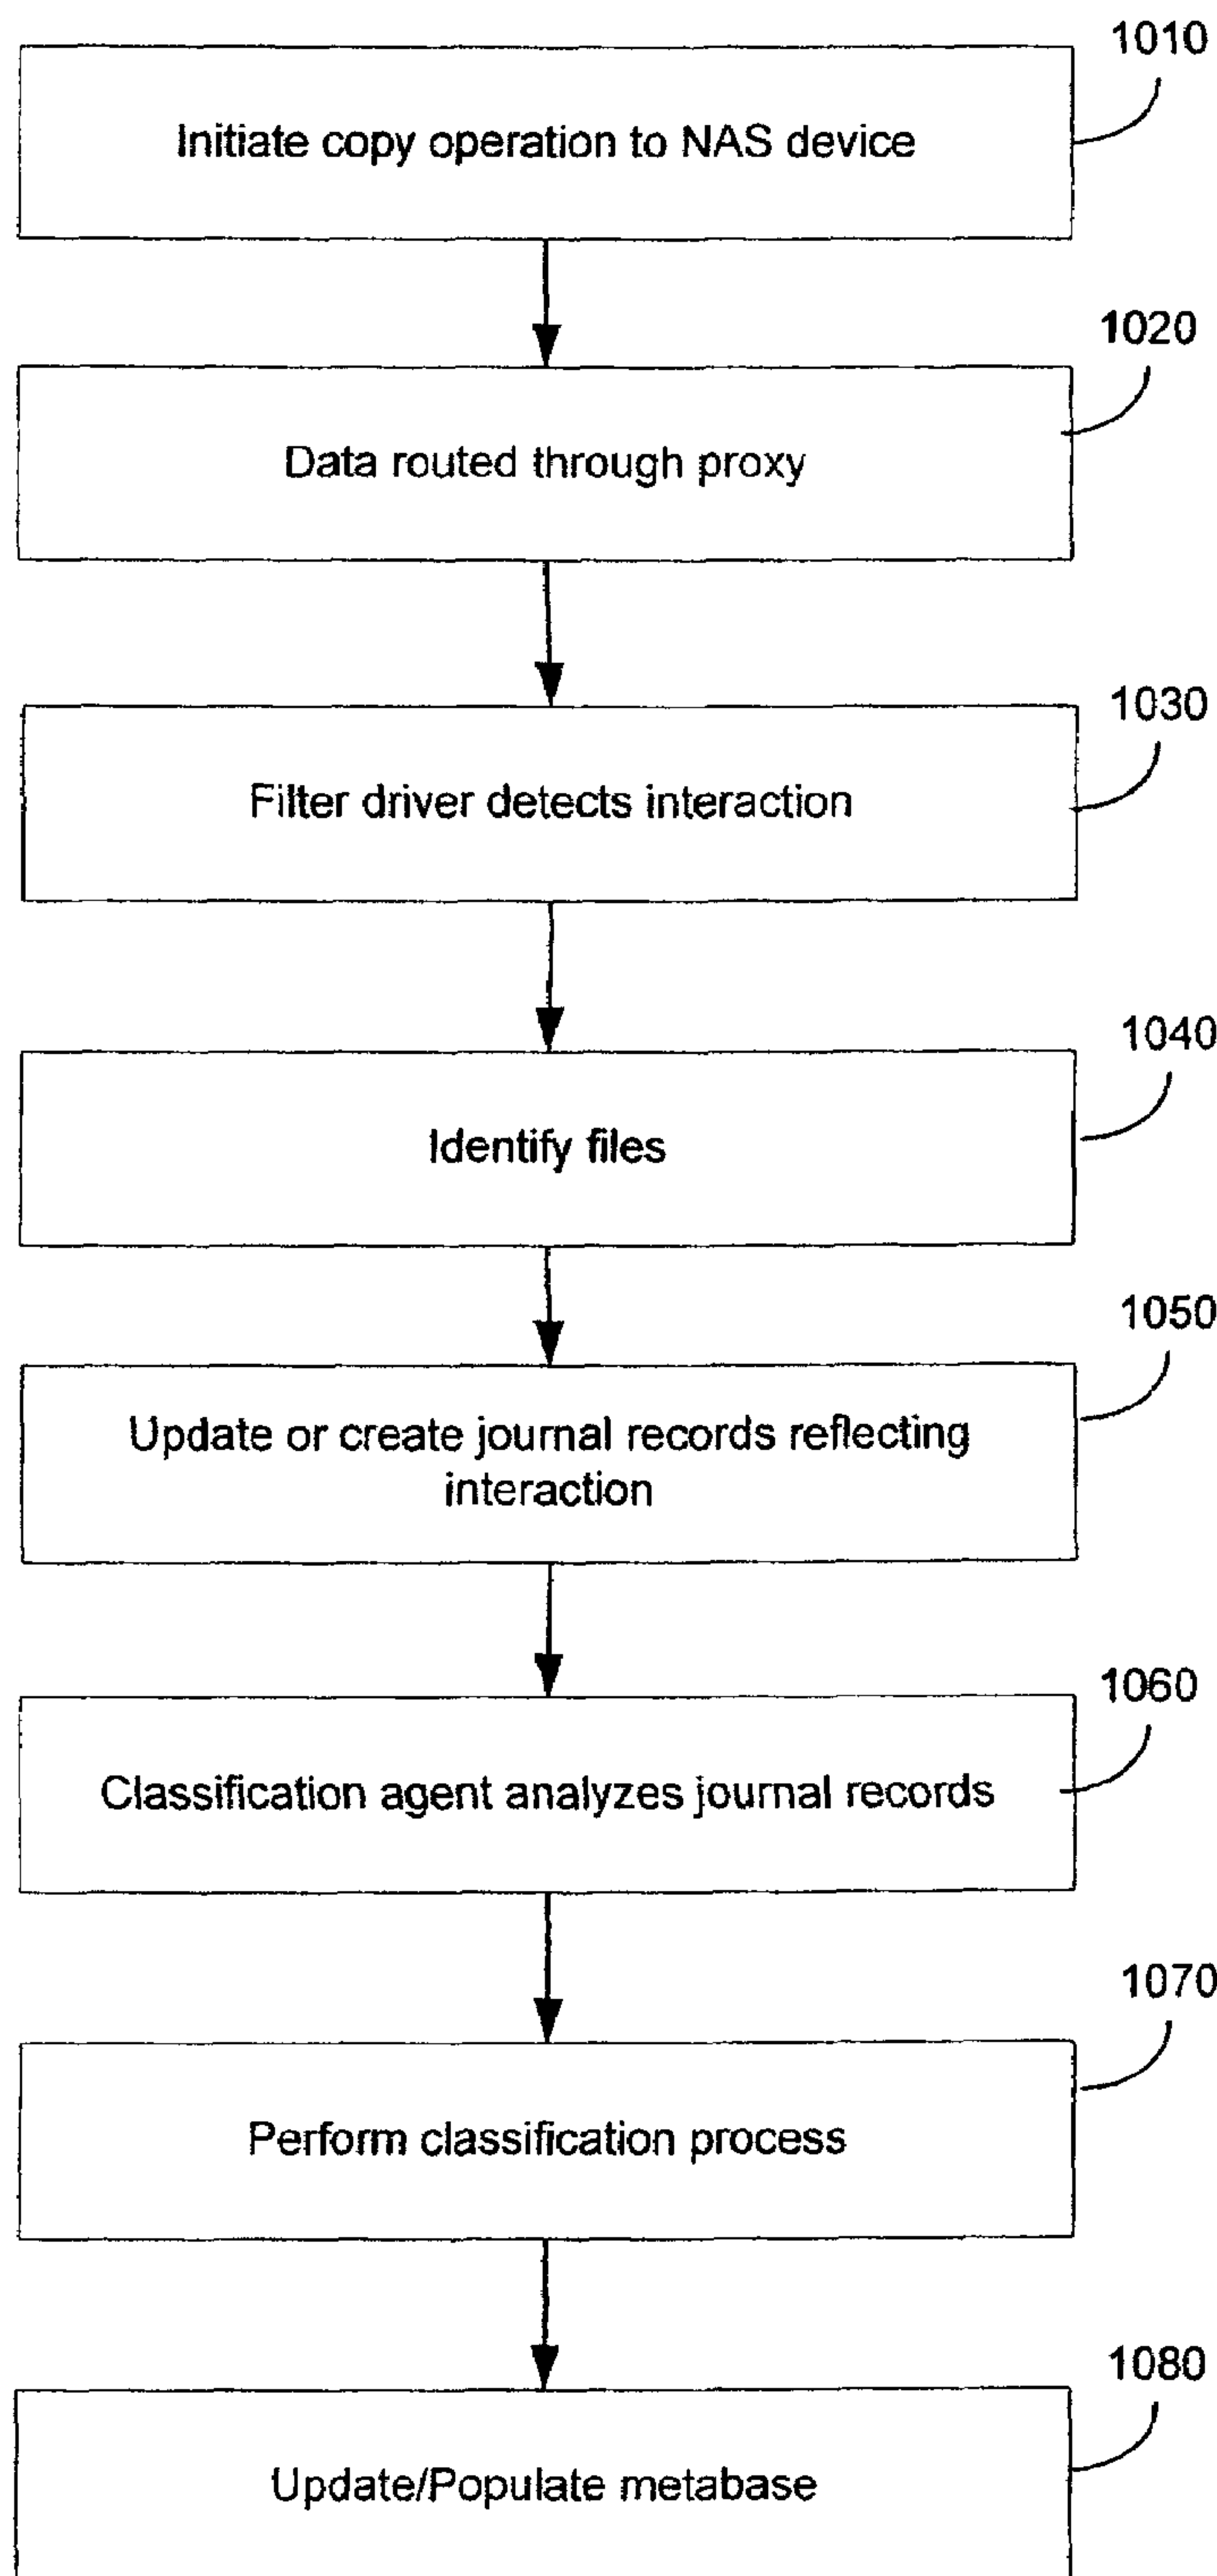 1010
Initiate copy operation to NAS device
1020
Data routed through proxy
1030
Filter driver detects interaction
1040
Identify files
1050
Update or create journal records reflecting
interaction
1060
Classification agent analyzes journal records
1070
Perform classification process
1080
Update/Populate metabase